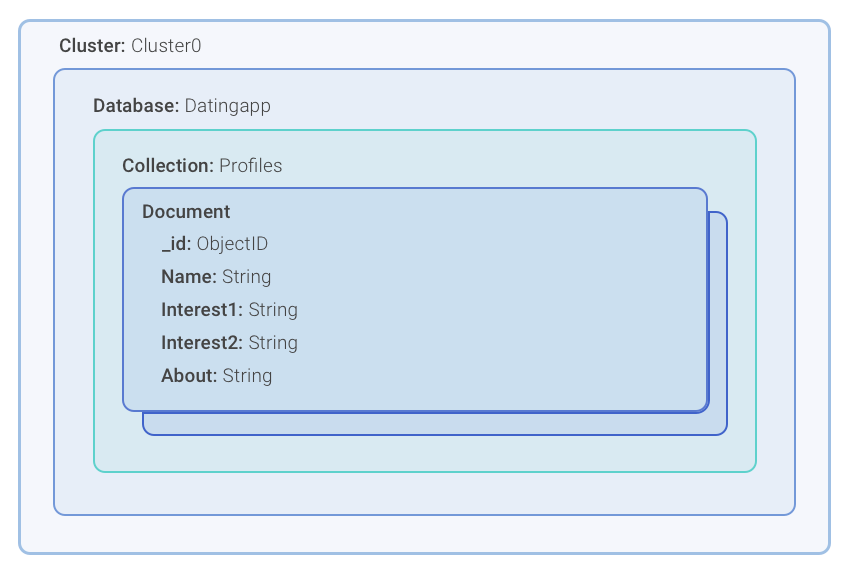 Cluster: Cluster0
Database: Datingapp
Collection: Profiles
Document
_id: ObjectID
Name: String
Interest1: String
Interest2: String
About: String